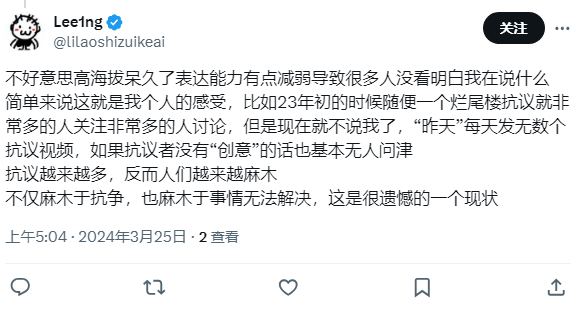 Lee1ng
@lilaoshizuikeai
关注
不好意思高海拔呆久了表达能力有点减弱导致很多人没看明白我在说什么
简单来说这就是我个人的感受，比如23年初的时候随便一个烂尾楼抗议就非
常多的人关注非常多的人讨论，但是现在就不说我了，“昨天”每天发无数个
抗议视频，如果抗议者没有“创意”的话也基本无人问津
抗议越来越多，反而人们越来越麻木
不仅麻木于抗争，也麻木于事情无法解决，这是很遗憾的一个现状
上午5:04 · 2024年3月25日 · 2 查看